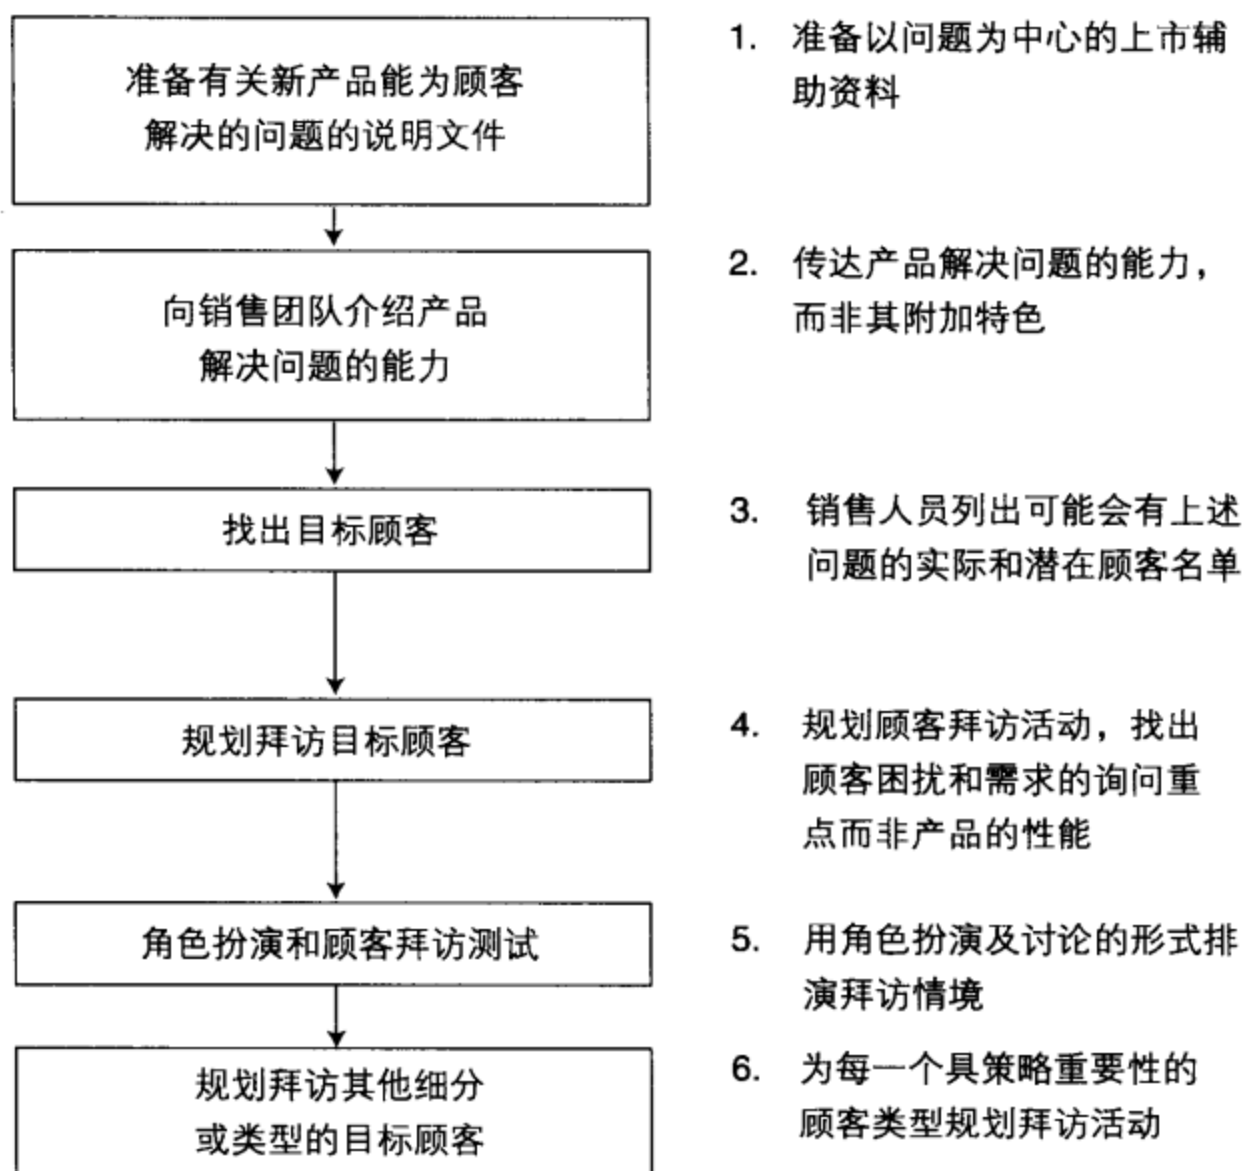 准备有关新产品能为顾客
解决的问题的说明文件
1. 准备以问题为中心的上市辅
助资料
向销售团队介绍产品
解决问题的能力
2. 传达产品解决问题的能力，
而非其附加特色
找出目标顾客
3. 销售人员列出可能会有上述
问题的实际和潜在顾客名单
规划拜访目标顾客
4. 规划顾客拜访活动，找出
顾客困扰和需求的询问重
点而非产品的性能
角色扮演和顾客拜访测试
5. 用角色扮演及讨论的形式排
演拜访情境
规划拜访其他细分
或类型的目标顾客
6. 为每一个具策略重要性的
顾客类型规划拜访活动